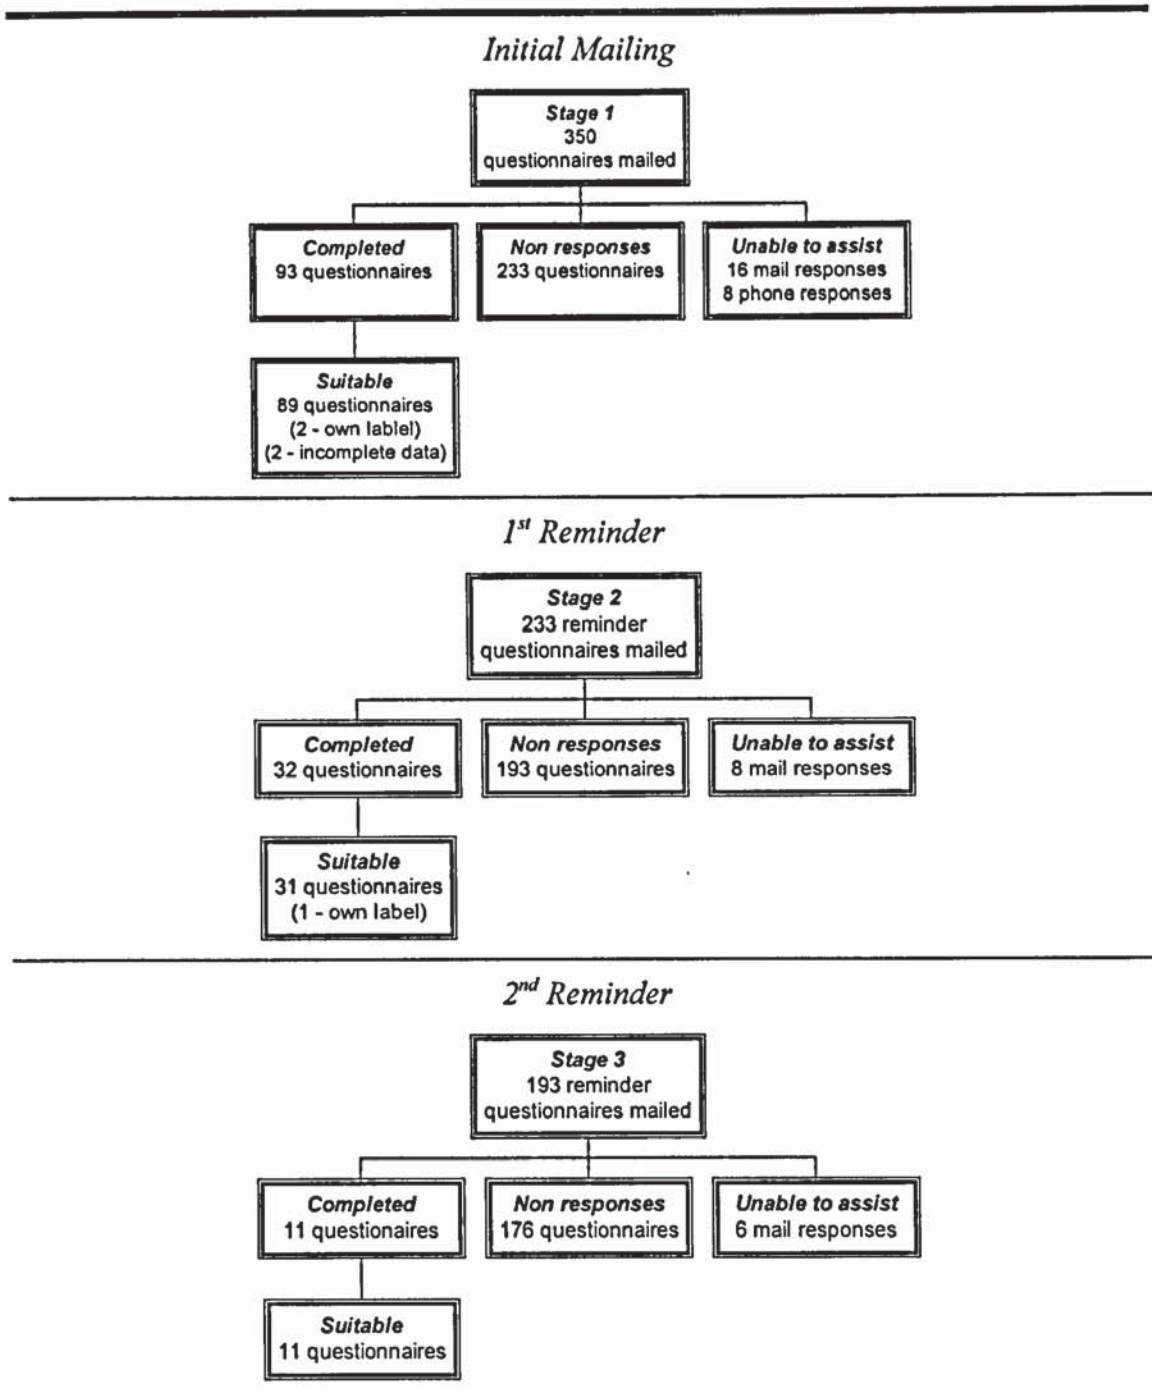 Initial Mailing
Stage 1
350
questionnaires mailed
Completed
93 questionnaires
Non responses
233 questionnaires
Unable to assist
16 mail responses
8 phone responses
Suitable
89 questionnaires
(2 - own lablel)
(2 - incomplete data)
1st Reminder
Stage 2
233 reminder
questionnaires mailed
Completed
32 questionnaires
Non responses
193 questionnaires
Unable to assist
8 mail responses
Suitable
31 questionnaires
(1 - own label)
2nd Reminder
Stage 3
193 reminder
questionnaires mailed
Completed
11 questionaires
Non responses
176 questionnaires
Unable to assist
6 mail responses
Suitable
11 questionnaires